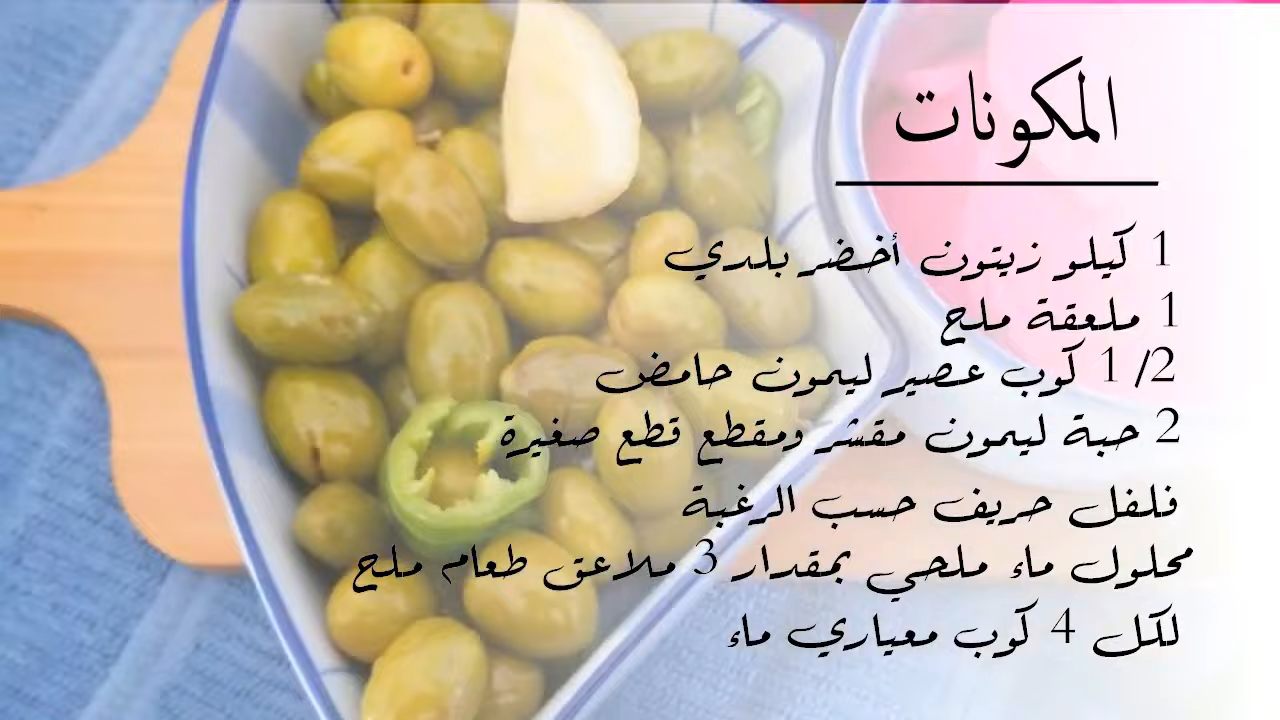 المكونات
1 كيلو زيتون أخضر بلدي
1 ملعقة ملح
1/2 كوب عصير ليمون حامض
2 حبة ليمون مقشر ومقطع قطع صغيرة
فلفل حريف حسب الرغبة
محلول ماء ملحي بمقدار 3 ملاعق طعام ملح
لكل 4 كوب معياري ماء